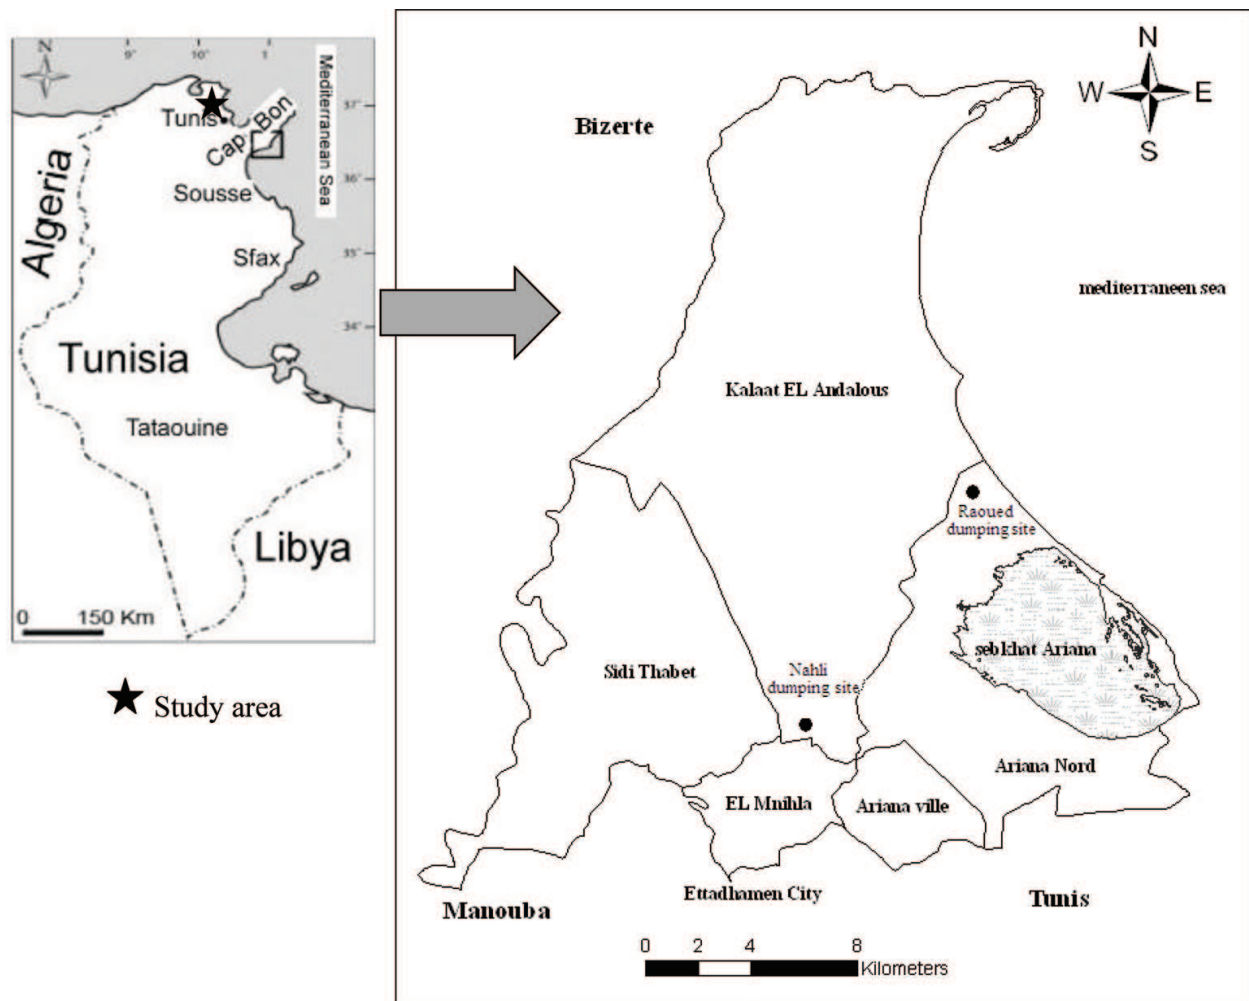 N
9°
10°
1
Mediterranean Sea
37°
Tunis
Cap Bon
36°
Sousse
Algeria
Sfax
35°
34°
Tunisia
Tataouine
Libya
0 150 Km
Study area
N
W E
S
Bizerte
mediterraneen sea
Kalaat EL Andalous
Raoued
dumping site
sebkhat Ariana
Sidi Thabet
Nahli
dumping site
Ariana Nord
EL Mnihla
Ariana ville
Ettadhamen City
Manouba
Tunis
0 2 4 8
Kilometers